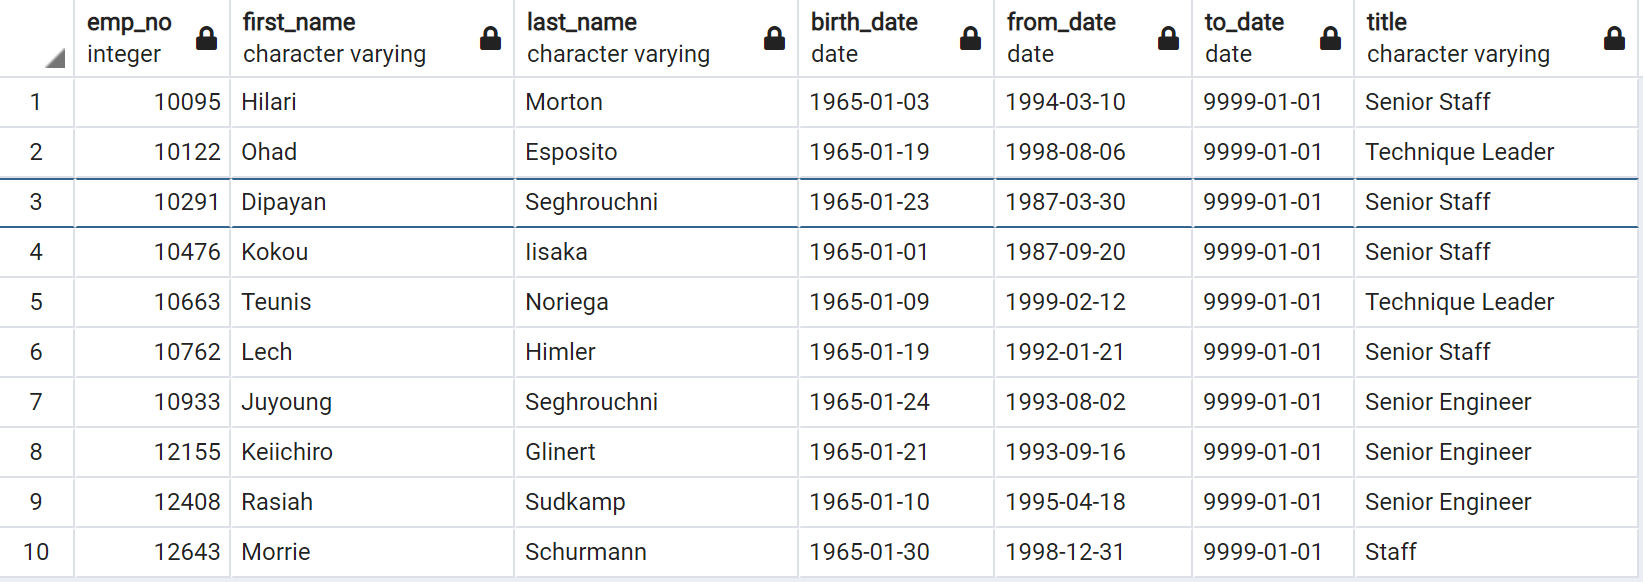 emp_no first_name last_name birth_date from_date to_date title
integer character varying character varying date date date character varying
1 10095 Hilari Morton 1965-01-03 1994-03-10 9999-01-01 Senior Staff
2 10122 Ohad Esposito 1965-01-19 1998-08-06 9999-01-01 Technique Leader
3 10291 Dipayan Seghrouchni 1965-01-23 1987-03-30 9999-01-01 Senior Staff
4 10476 Kokou Iisaka 1965-01-01 1987-09-20 9999-01-01 Senior Staff
5 10663 Teunis Noriega 1965-01-09 1999-02-12 9999-01-01 Technique Leader
6 10762 Lech Himler 1965-01-19 1992-01-21 9999-01-01 Senior Staff
7 10933 Juyoung Seghrouchni 1965-01-24 1993-08-02 9999-01-01 Senior Engineer
8 12155 Keiichiro Glinert 1965-01-21 1993-09-16 9999-01-01 Senior Engineer
9 12408 Rasiah Sudkamp 1965-01-10 1995-04-18 9999-01-01 Senior Engineer
10 12643 Morrie Schurmann 1965-01-30 1998-12-31 9999-01-01 Staff